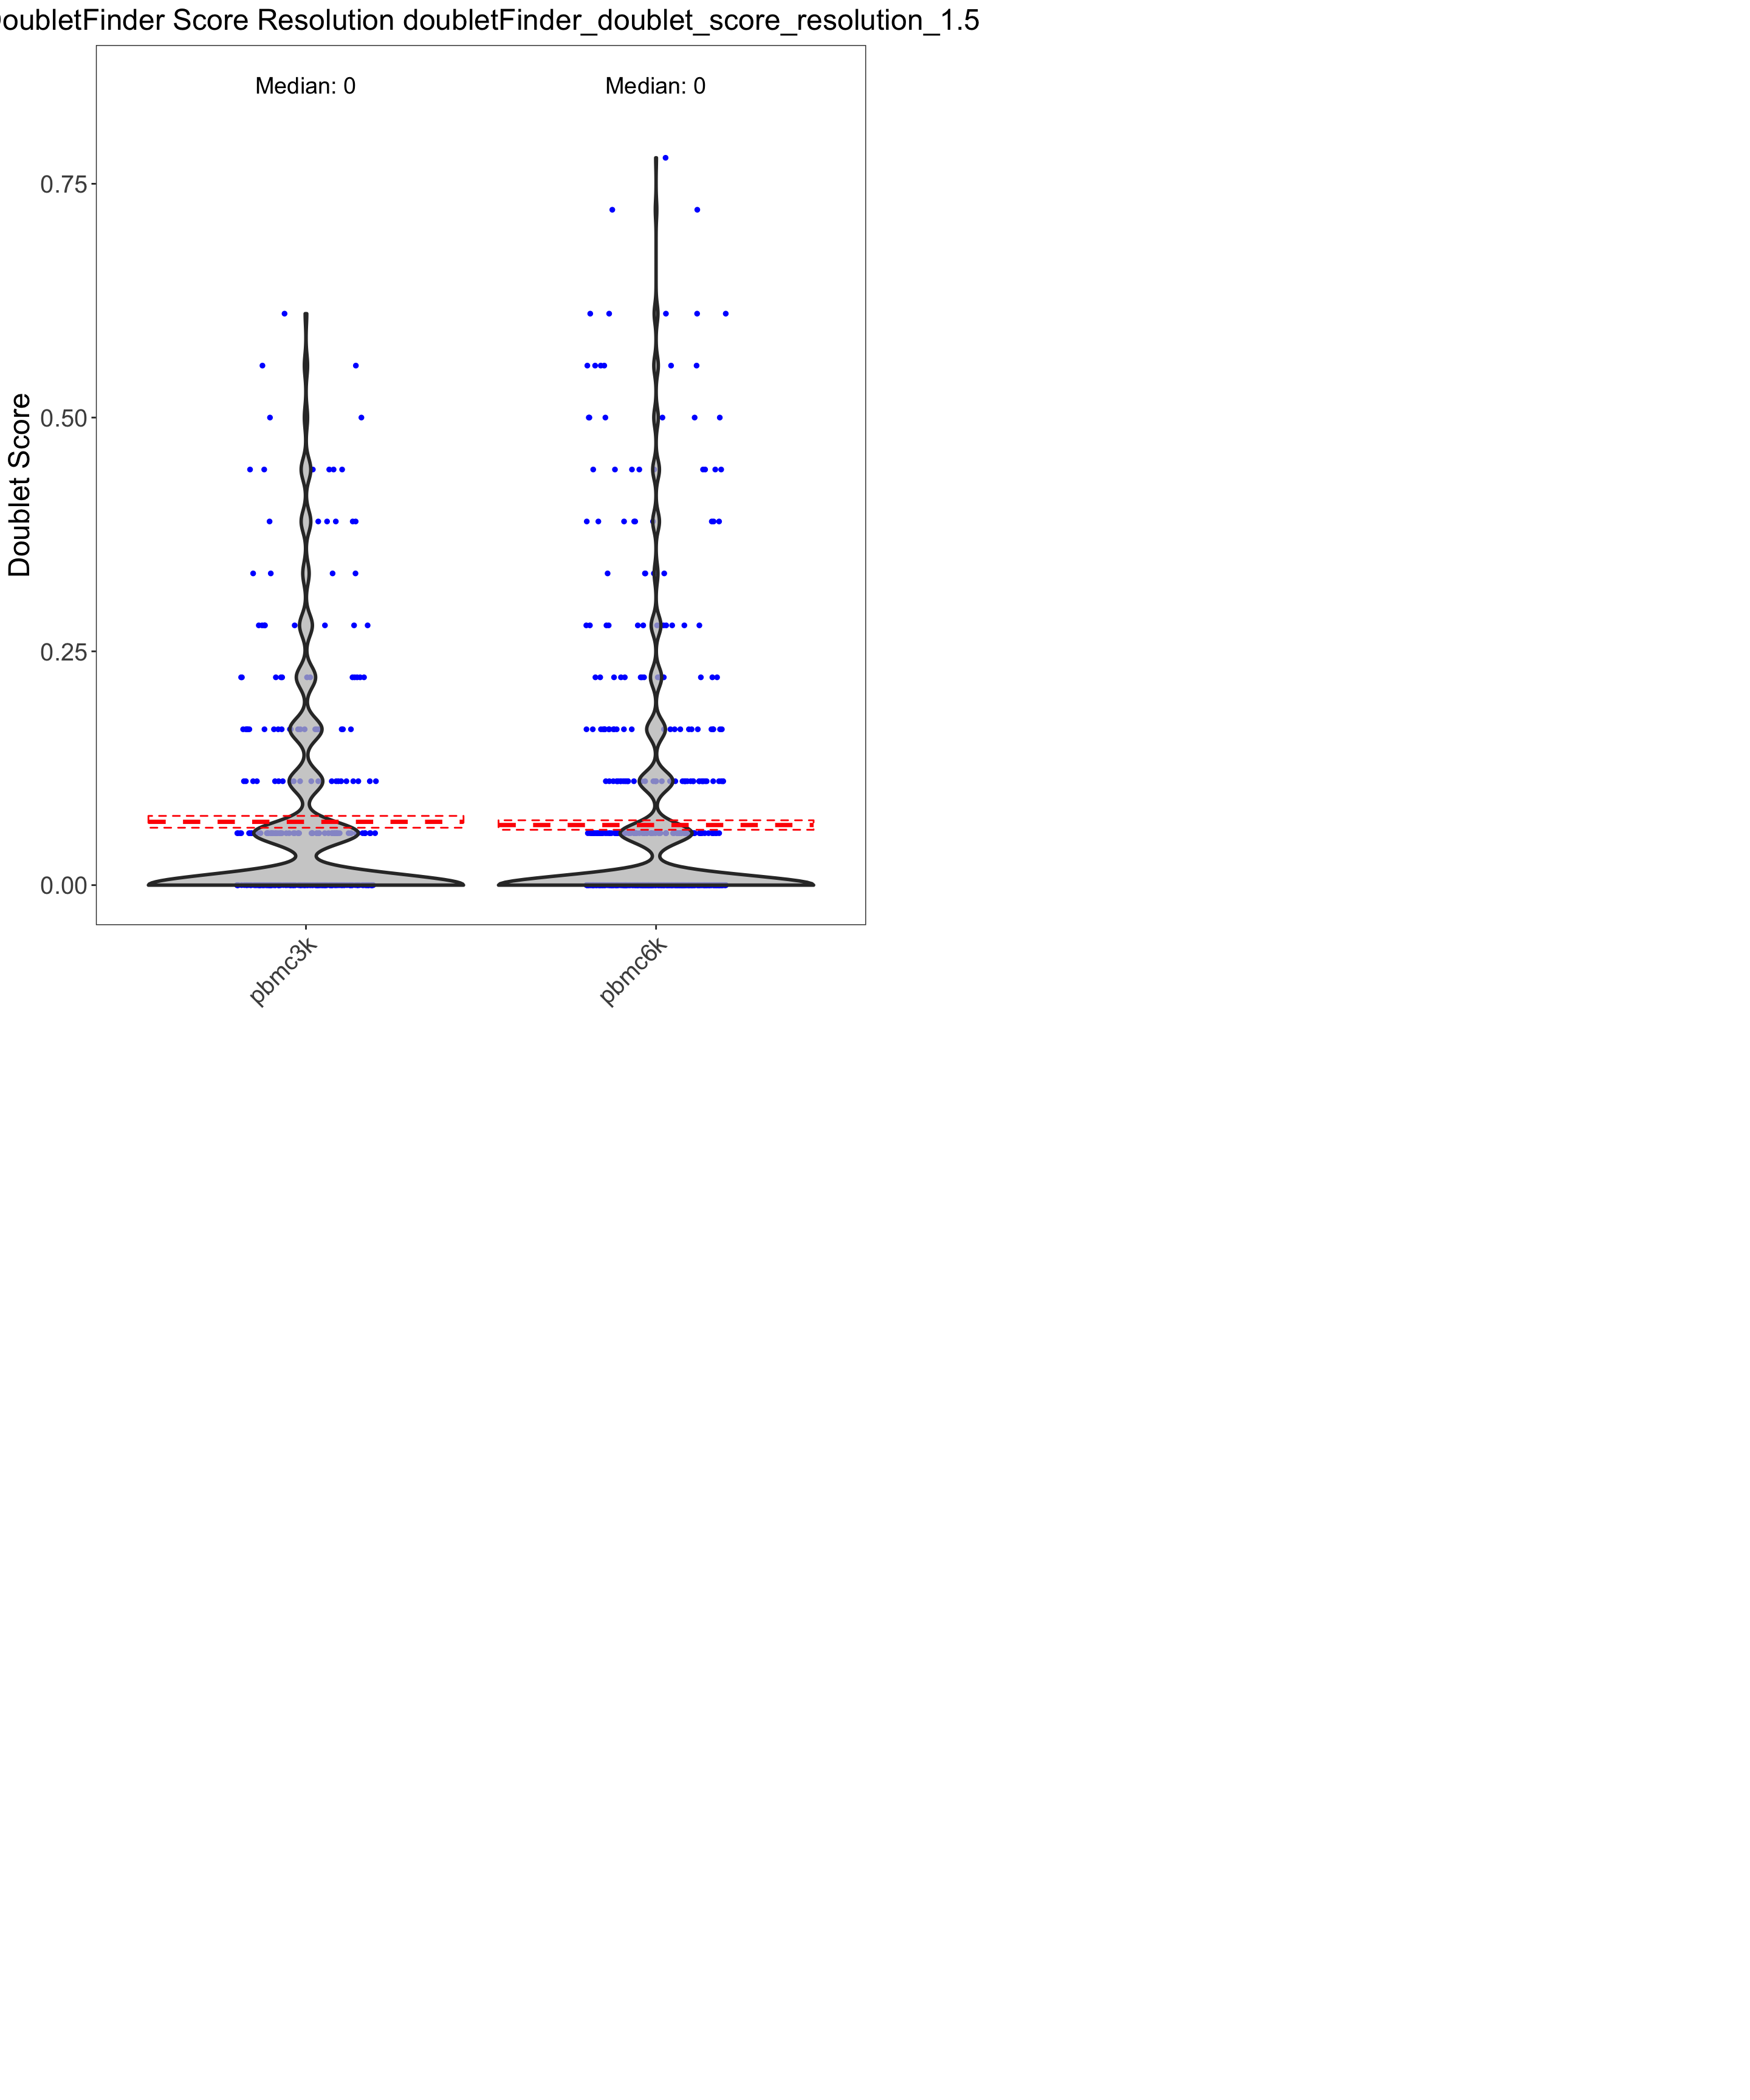 oubletFinder Score Resolution doubletFinder_doublet_score_resolution_1.5
Median: 0
Median: 0
0.75
0.50
0.25
0.00
Doublet Score
pbmc3k
pbmc6k